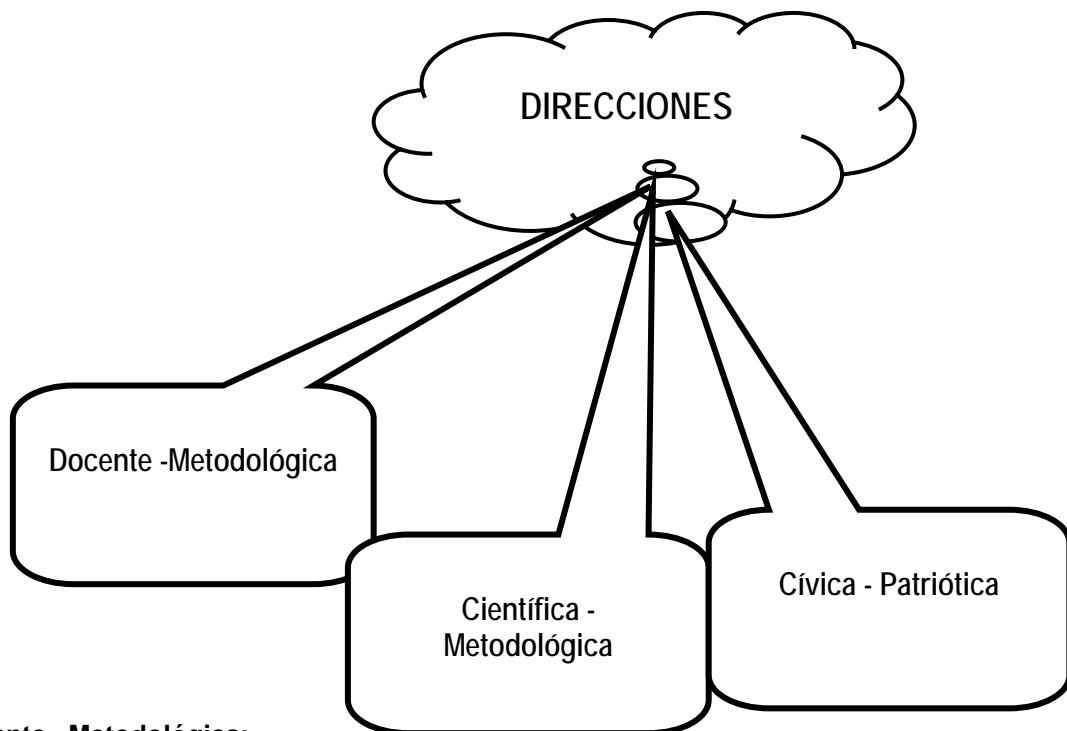 DIRECCIONES
Docente -Metodológica
Científica -
Metodológica
Cívica - Patriótica